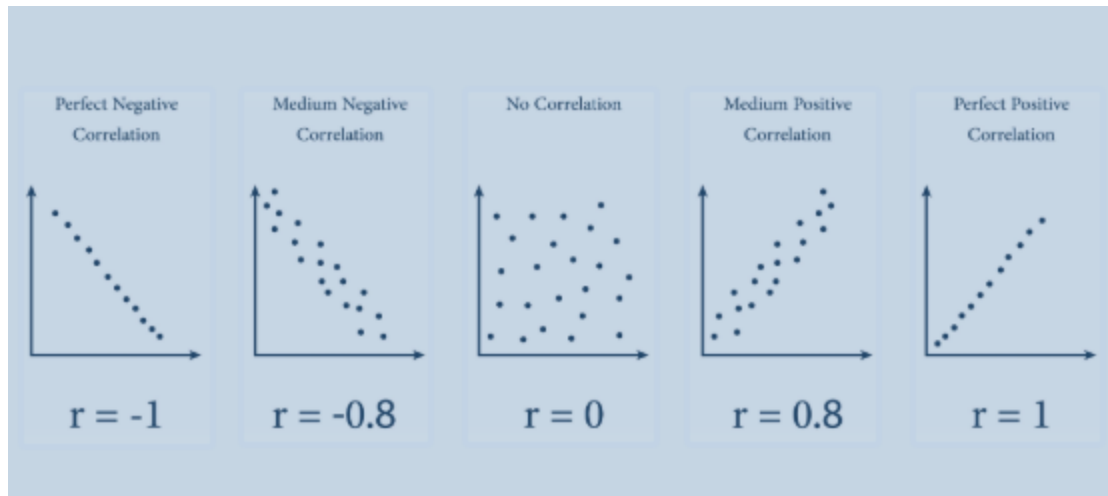 Perfect Negative
Correlation
r = -1
Medium Negative
Correlation
r = -0.8
No Correlation
r = 0
Medium Positive
Correlation
r = 0.8
Perfect Positive
Correlation
r = 1